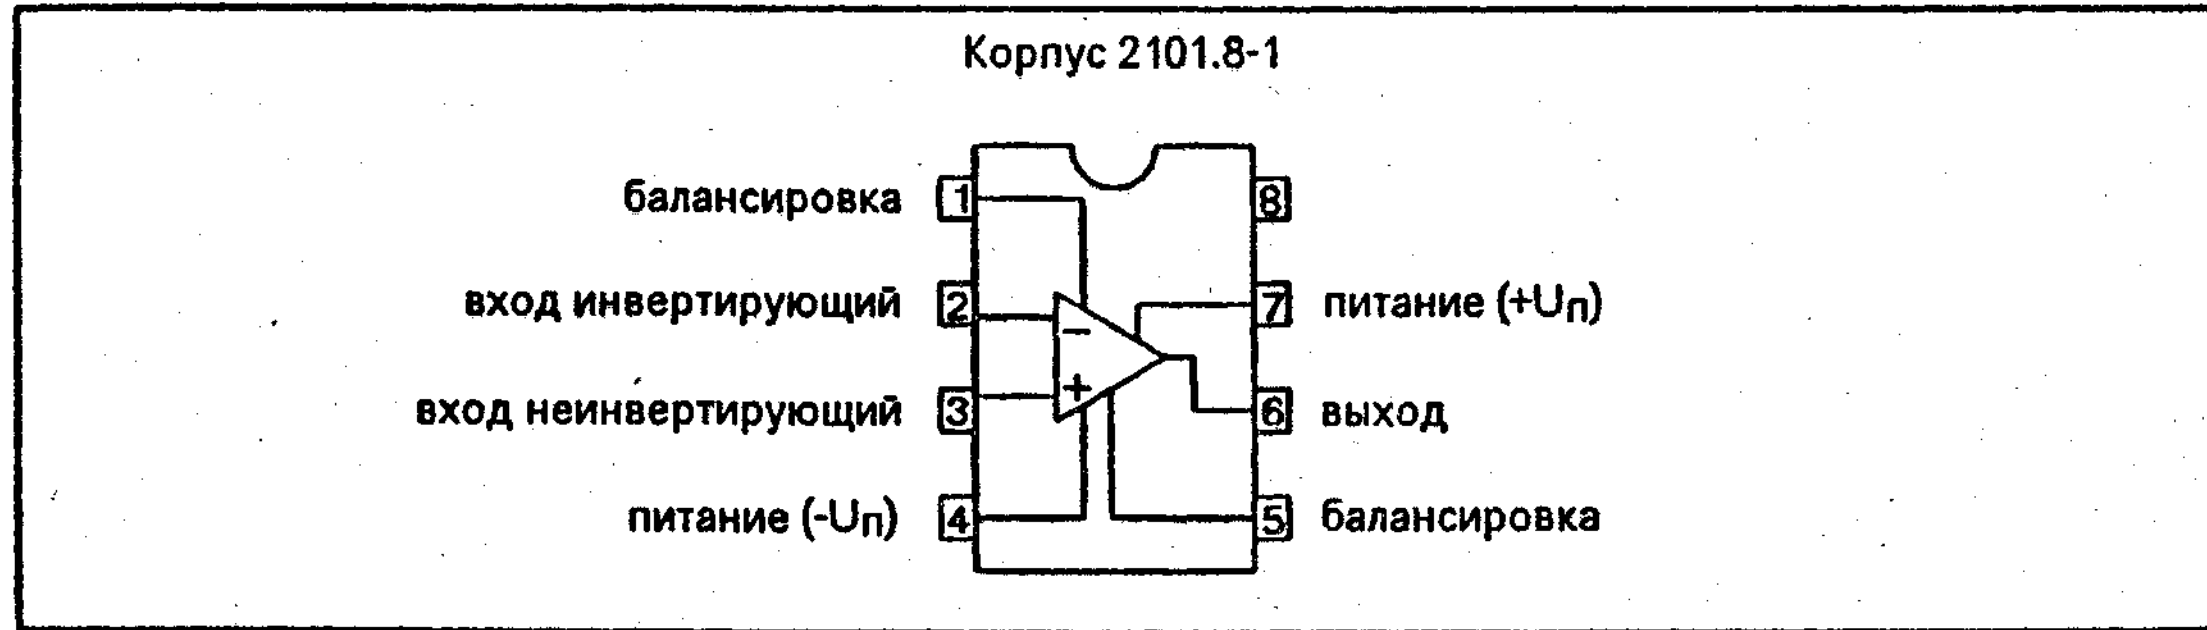 Корпус 2101.8-1
балансировка 1 8
вход инвертирующий 2 7 питание (+Uп)
вход неинвертирующий 3 6 выход
питание (-Uп) 4 5 балансировка
− 
+